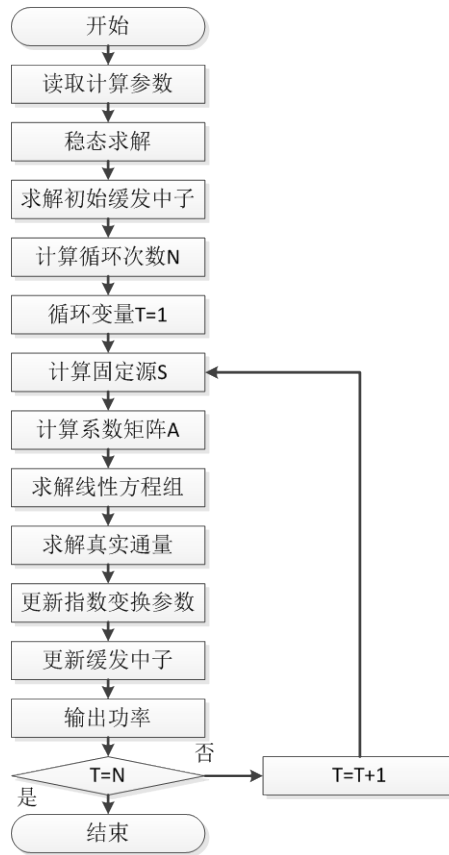 开始
读取计算参数
稳态求解
求解初始缓发中子
计算循环次数N
循环变量T=1
计算固定源S
计算系数矩阵A
求解线性方程组
求解真实通量
更新指数变换参数
更新缓发中子
输出功率
否
T=N
T=T+1
是
结束